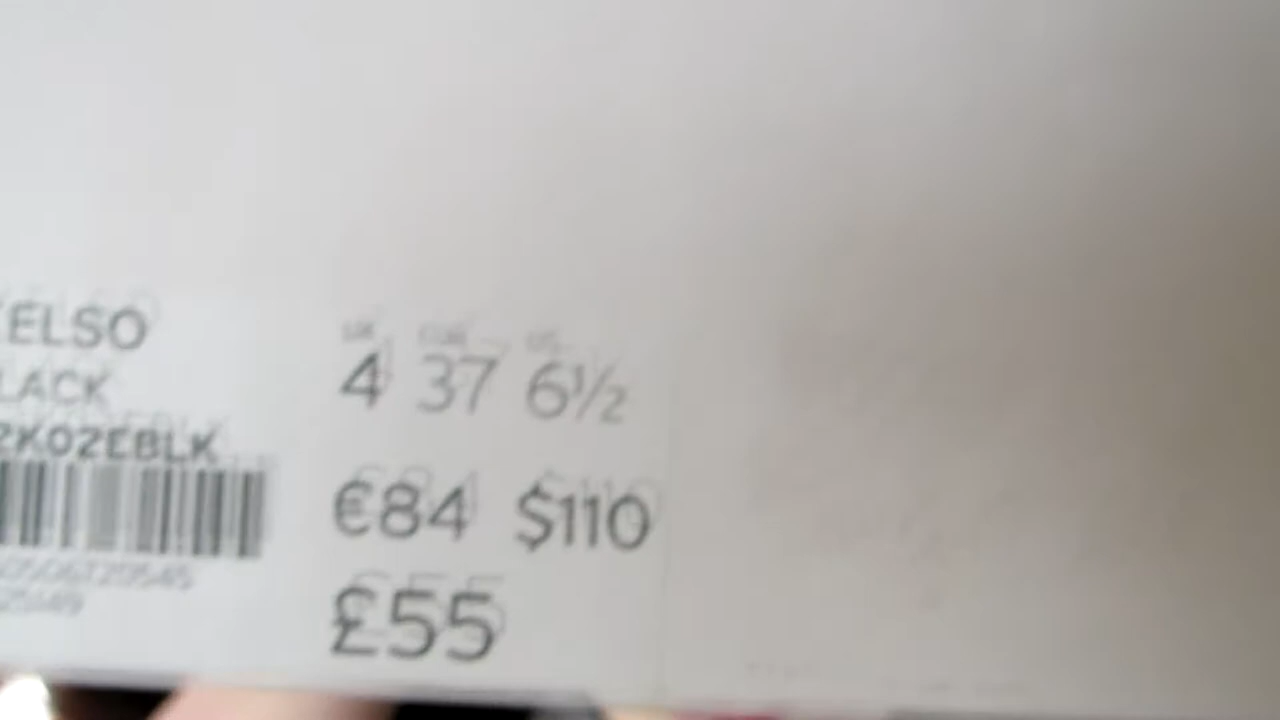 ELSO
LACK
2K02EBLK
UK EUR US
4 37 6½
€84 $110
£55